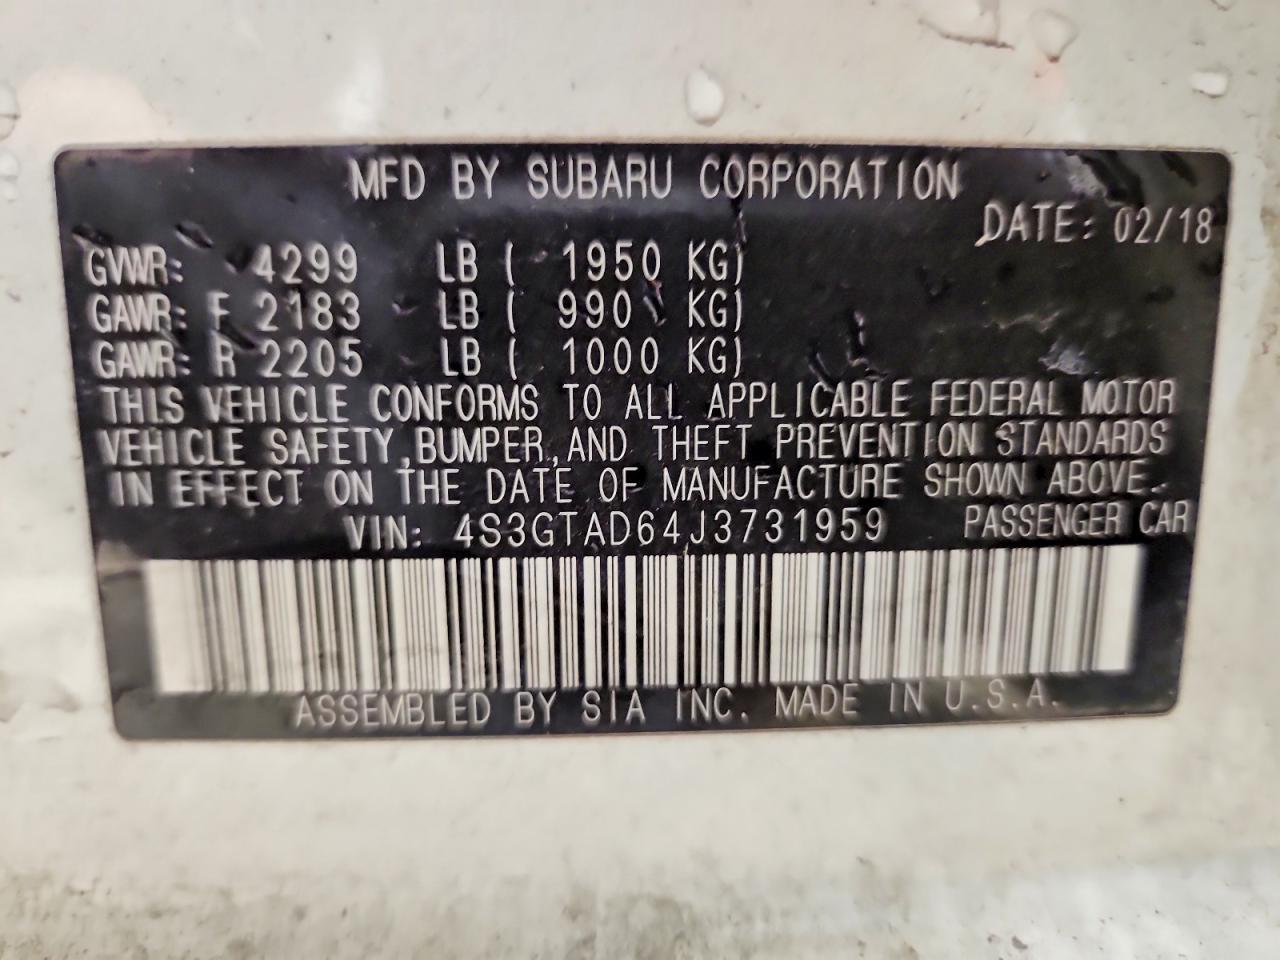 MFD BY SUBARU CORPORATION
DATE: 02/18
GVWR: 4299 LB ( 1950 KG)
GAWR: F 2183 LB ( 990 KG)
GAWR: R 2205 LB ( 1000 KG)
THIS VEHICLE CONFORMS TO ALL APPLICABLE FEDERAL MOTOR
VEHICLE SAFETY,BUMPER,AND THEFT PREVENTION STANDARDS
IN EFFECT ON THE DATE OF MANUFACTURE SHOWN ABOVE.
VIN: 4S3GTAD64J3731959 PASSENGER CAR
ASSEMBLED BY SIA INC. MADE IN U.S.A.